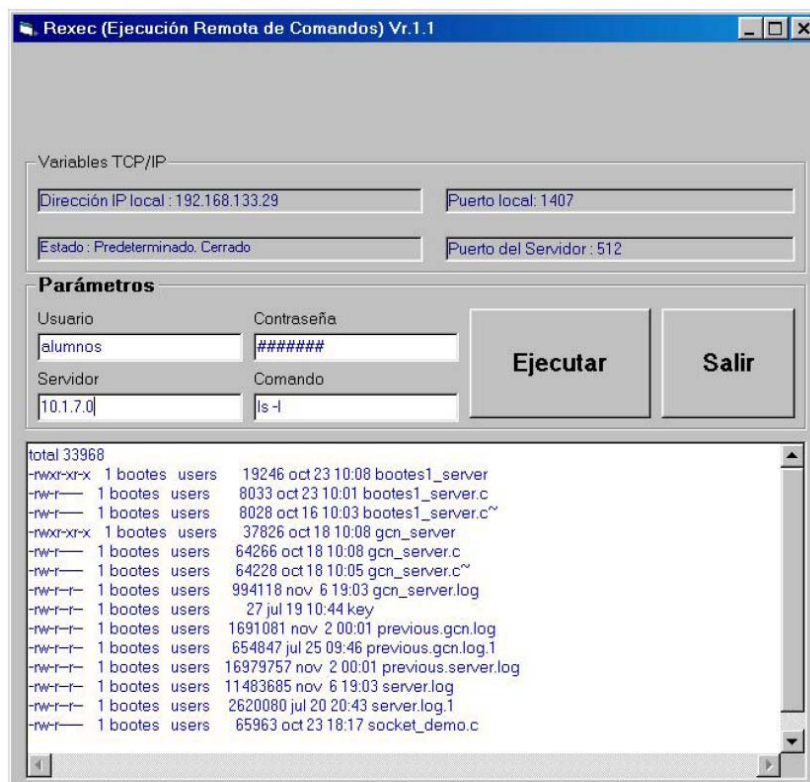 Rexec (Ejecución Remota de Comandos) Vr.1.1
Variables TCP/IP
Dirección IP local : 192.168.133.29 Puerto local: 1407
Estado : Predeterminado. Cerrado Puerto del Servidor : 512
Parámetros
Usuario Contraseña
alumnos #######
Ejecutar Salir
Servidor Comando
10.1.7.0 ls -l
total 33968
-rwxr-xr-x 1 bootes users 19246 oct 23 10:08 bootes1_server
-rw-r----- 1 bootes users 8033 oct 23 10:01 bootes1_server.c
-rw-r----- 1 bootes users 8028 oct 16 10:03 bootes1_server.c~
-rwxr-xr-x 1 bootes users 37826 oct 18 10:08 gcn_server
-rw-r----- 1 bootes users 64266 oct 18 10:08 gcn_server.c
-rw-r----- 1 bootes users 64228 oct 18 10:05 gcn_server.c~
-rw-r--r-- 1 bootes users 994118 nov 6 19:03 gcn_server.log
-rw-r--r-- 1 bootes users 27 jul 19 10:44 key
-rw-r--r-- 1 bootes users 1691081 nov 2 00:01 previous.gcn.log
-rw-r--r-- 1 bootes users 654847 jul 25 09:46 previous.gcn.log.1
-rw-r--r-- 1 bootes users 16979757 nov 2 00:01 previous.server.log
-rw-r--r-- 1 bootes users 11483685 nov 6 19:03 server.log
-rw-r--r-- 1 bootes users 2620080 jul 20 20:43 server.log.1
-rw-r----- 1 bootes users 65963 oct 23 18:17 socket_demo.c